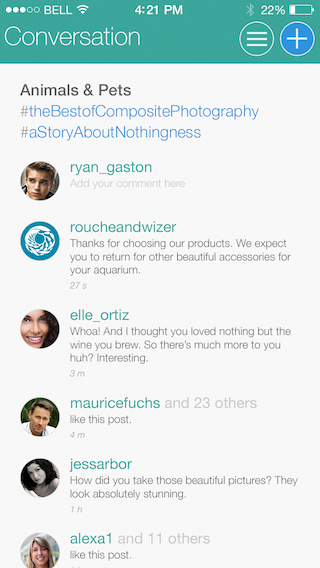 BELL 4:21 PM 22%
Conversation
Animals & Pets
#theBestofCompositePhotography
#aStoryAboutNothingness
ryan_gaston
Add your comment here
roucheandwizer
Thanks for choosing our products. We expect
you to return for other beautiful accessories for
your aquarium.
27 s
elle_ortiz
Whoa! And I thought you loved nothing but the
wine you brew. So there’s much more to you
huh? Interesting.
3 m
mauricefuchs and 23 others
like this post.
4 m
jessarbor
How did you take those beautiful pictures? They
look absolutely stunning.
1 h
alexa1 and 11 others
like this post.